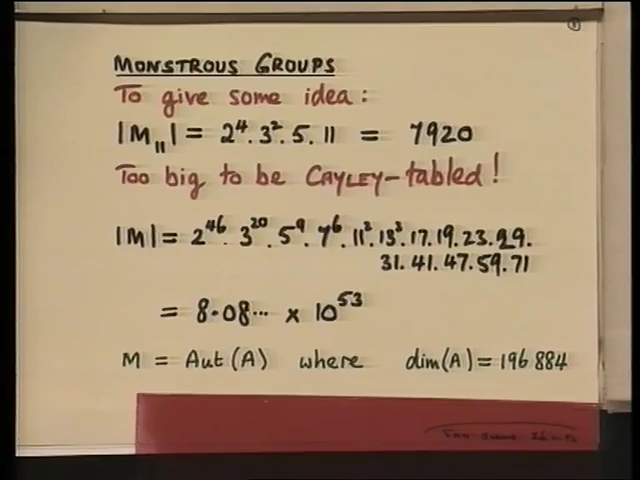 MONSTROUS GROUPS
To give some idea:
|M₁₁| = 2⁴. 3². 5. 11 = 7920
Too big to be CAYLEY-tabled!
|M| = 2⁴⁶. 3²⁰. 5⁹. 7⁶. 11². 13³. 17. 19. 23. 29.
31. 41. 47. 59. 71
= 8·08··· x 10⁵³
M = Aut(A) where dim(A) = 196 884